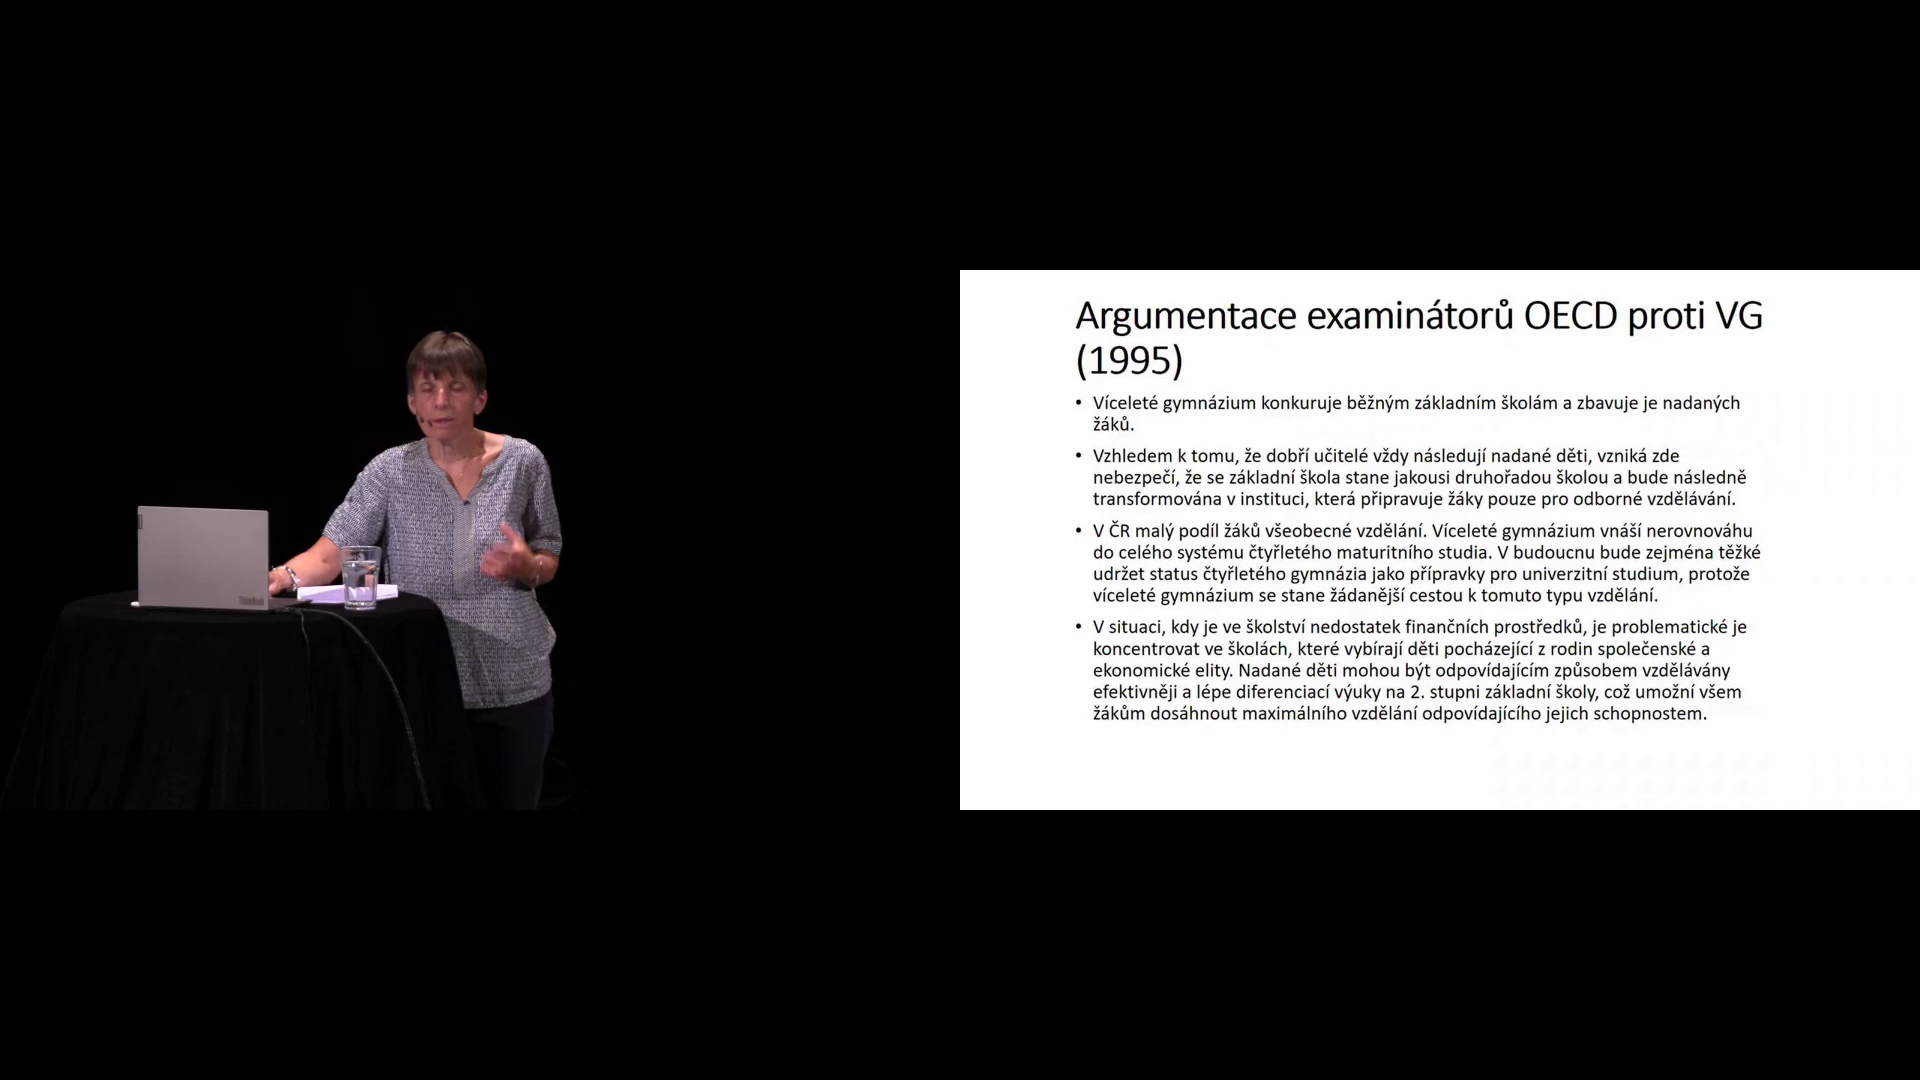 Argumentace examinátorů OECD proti VG
(1995)
• Víceleté gymnázium konkuruje běžným základním školám a zbavuje je nadaných
žáků.
• Vzhledem k tomu, že dobří učitelé vždy následují nadané děti, vzniká zde
nebezpečí, že se základní škola stane jakousi druhořadou školou a bude následně
transformována v instituci, která připravuje žáky pouze pro odborné vzdělávání.
• V ČR malý podíl žáků všeobecné vzdělání. Víceleté gymnázium vnáší nerovnováhu
do celého systému čtyřletého maturitního studia. V budoucnu bude zejména těžké
udržet status čtyřletého gymnázia jako přípravky pro univerzitní studium, protože
víceleté gymnázium se stane žádanější cestou k tomuto typu vzdělání.
• V situaci, kdy je ve školství nedostatek finančních prostředků, je problematické je
koncentrovat ve školách, které vybírají děti pocházející z rodin společenské a
ekonomické elity. Nadané děti mohou být odpovídajícím způsobem vzdělávány
efektivněji a lépe diferenciací výuky na 2. stupni základní školy, což umožní všem
žákům dosáhnout maximálního vzdělání odpovídajícího jejich schopnostem.